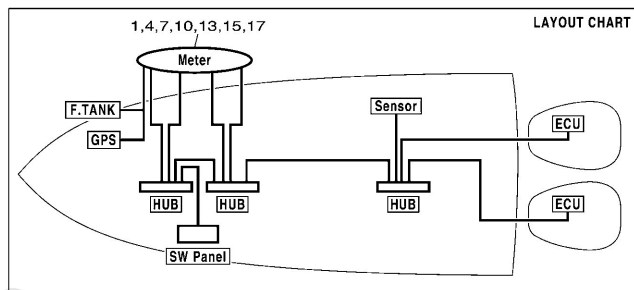 1,4,7,10,13,15,17
LAYOUT CHART
Meter
F.TANK
GPS
Sensor
ECU
HUB
HUB
HUB
ECU
SW Panel